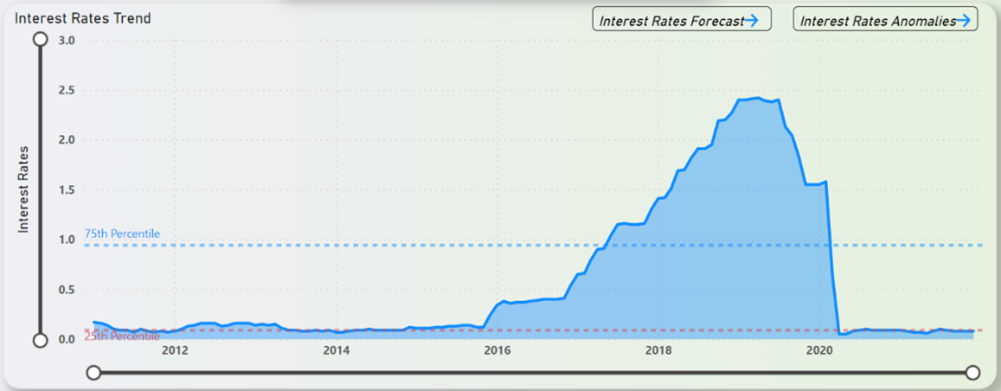 Interest Rates Trend
Interest Rates Forecast
Interest Rates Anomalies
3.0
2.5
2.0
1.5
1.0
0.5
0.0
Interest Rates
75th Percentile
25th Percentile
2012
2014
2016
2018
2020